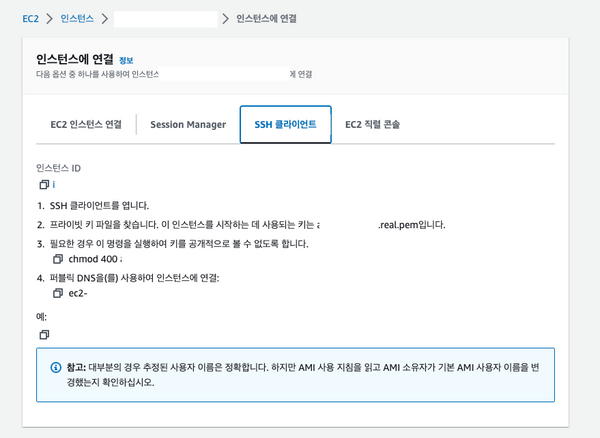 EC2 > 인스턴스 > > 인스턴스에 연결
인스턴스에 연결 정보
다음 옵션 중 하나를 사용하여 인스턴스 에 연결
EC2 인스턴스 연결 Session Manager SSH 클라이언트 EC2 직렬 콘솔
인스턴스 ID
i
1. SSH 클라이언트를 엽니다.
2. 프라이빗 키 파일을 찾습니다. 이 인스턴스를 시작하는 데 사용되는 키는 .real.pem입니다.
3. 필요한 경우 이 명령을 실행하여 키를 공개적으로 볼 수 없도록 합니다.
chmod 400
4. 퍼블릭 DNS을(를) 사용하여 인스턴스에 연결:
ec2-
예:
참고: 대부분의 경우 추정된 사용자 이름은 정확합니다. 하지만 AMI 사용 지침을 읽고 AMI 소유자가 기본 AMI 사용자 이름을 변
경했는지 확인하십시오.